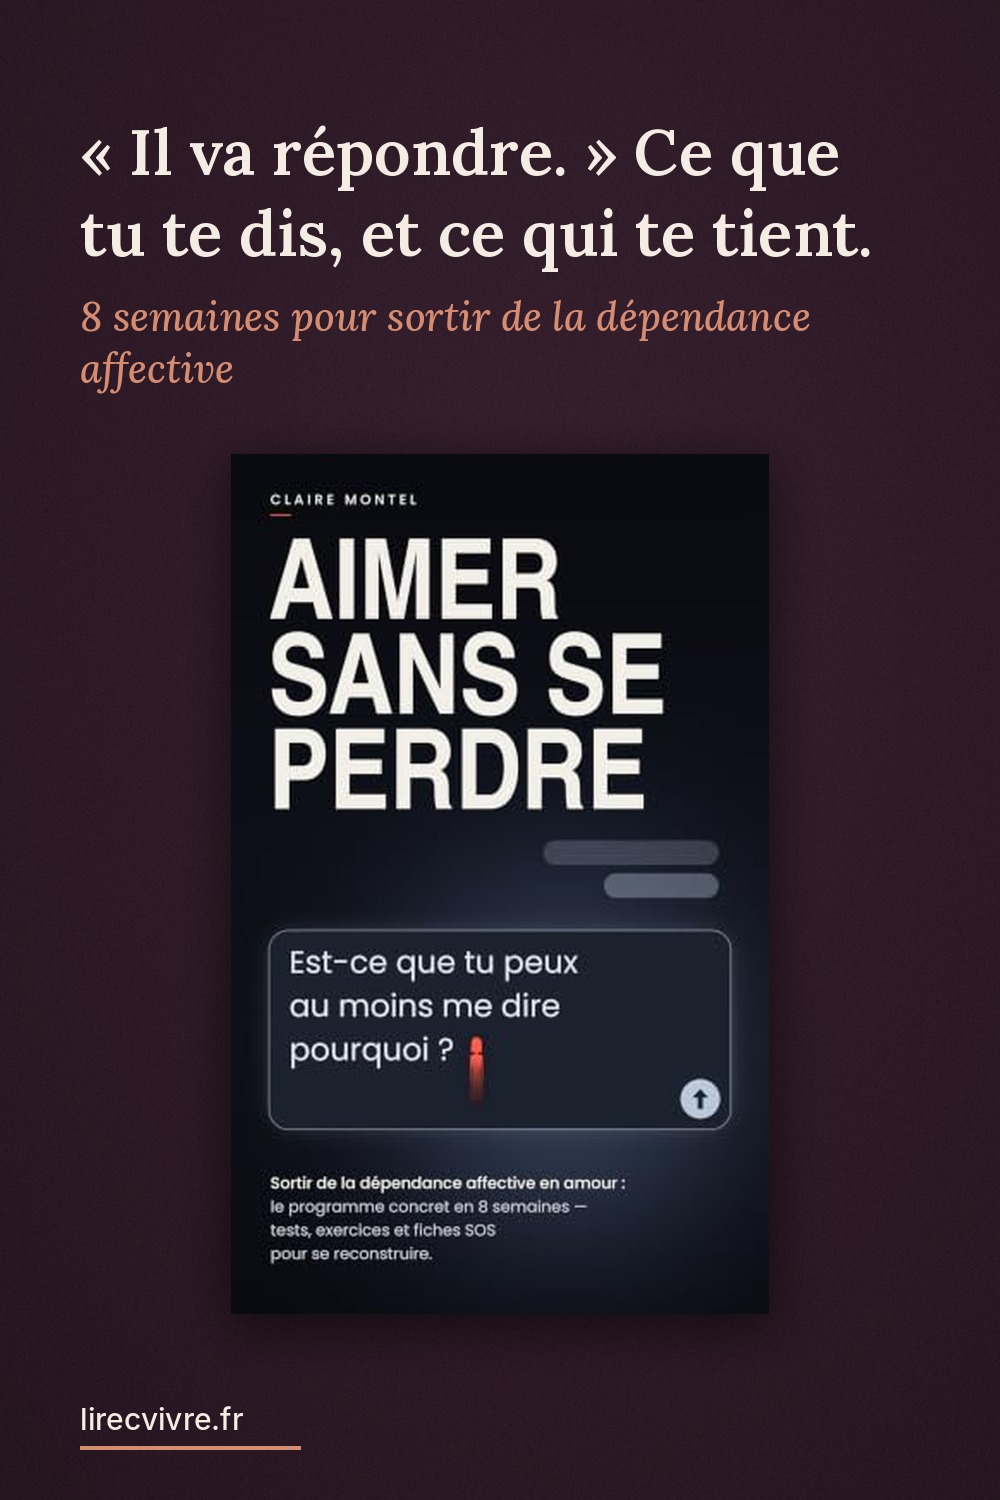 « Il va répondre. » Ce que
tu te dis, et ce qui te tient.
8 semaines pour sortir de la dépendance
affective
CLAIRE MONTEL
AIMER
SANS SE
PERDRE
Est-ce que tu peux
au moins me dire
pourquoi ?
Sortir de la dépendance affective en amour :
le programme concret en 8 semaines —
tests, exercices et fiches SOS
pour se reconstruire.
lirecvivre.fr